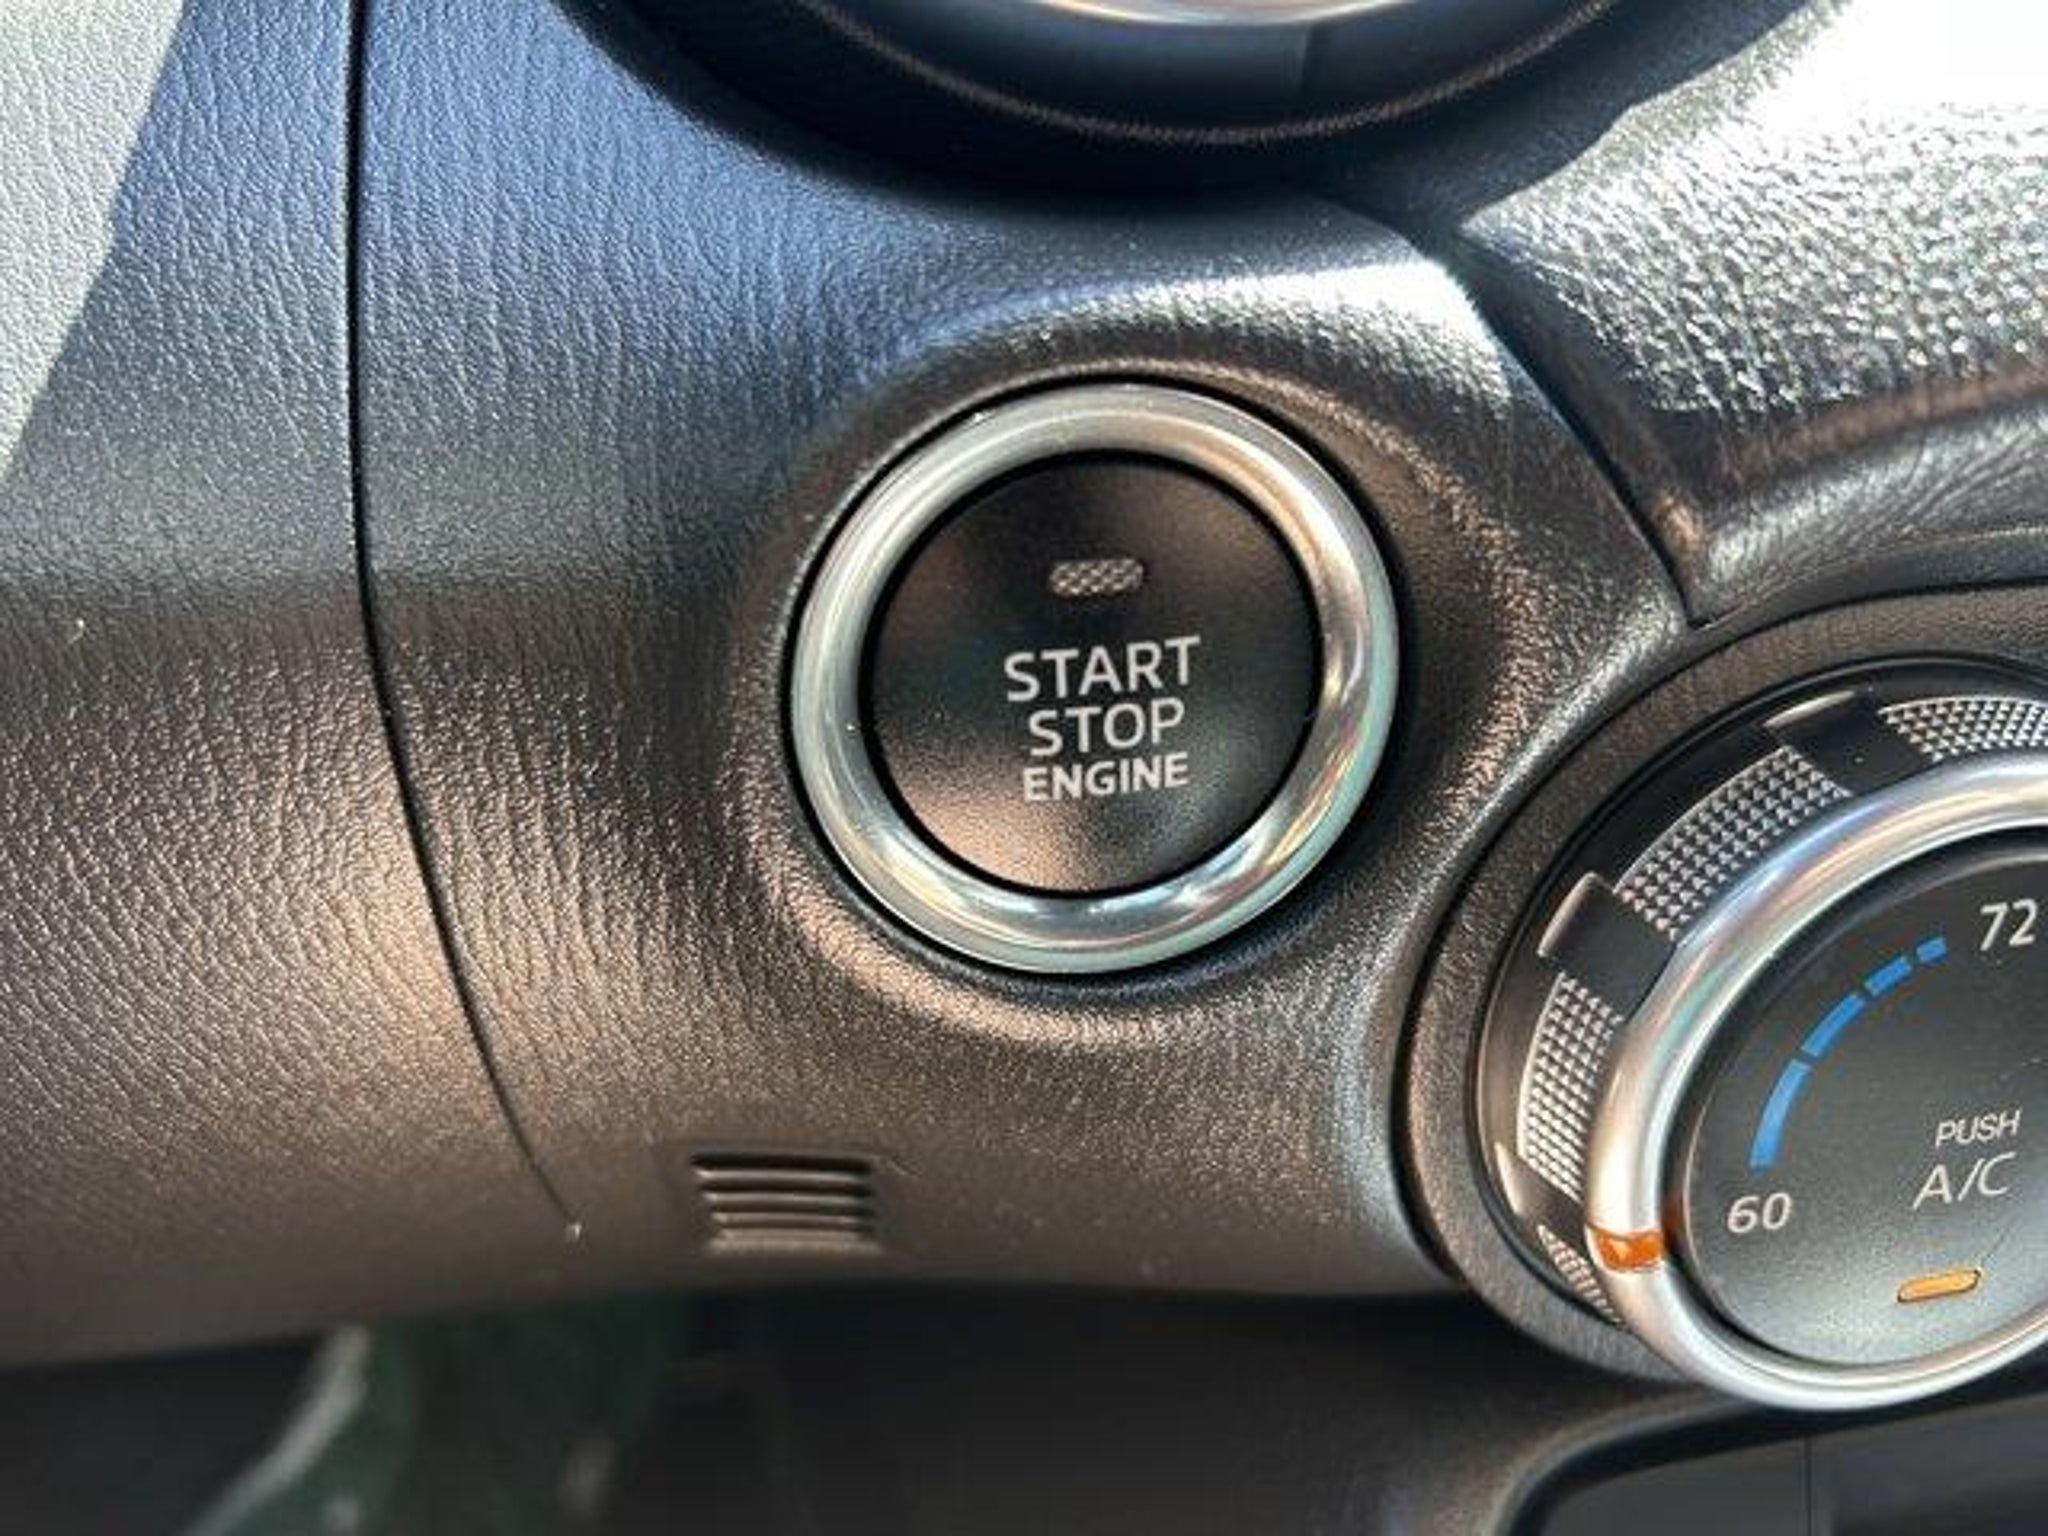 START
STOP
ENGINE
72
60
PUSH
A/C